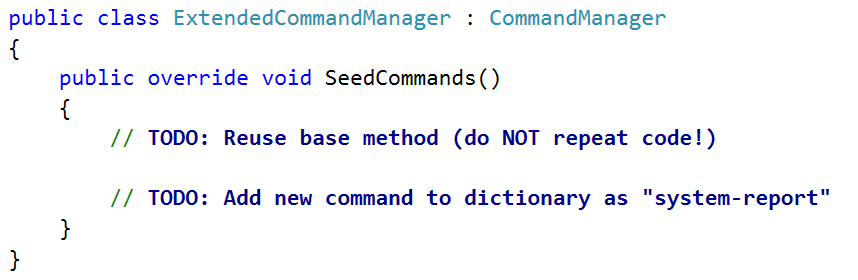 public class ExtendedCommandManager : CommandManager
{
    public override void SeedCommands()
    {
        // TODO: Reuse base method (do NOT repeat code!)
        // TODO: Add new command to dictionary as "system-report"
    }
}